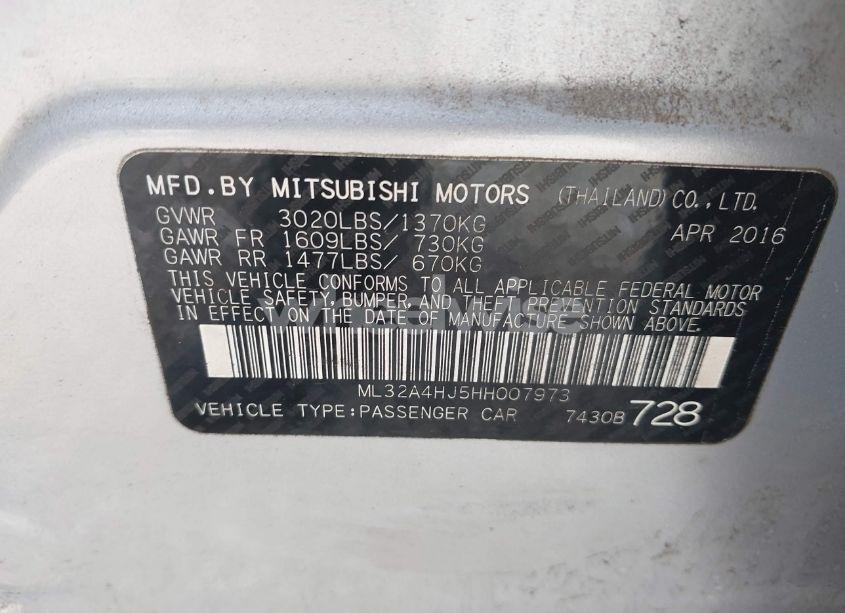 MFD.BY MITSUBISHI MOTORS (THAILAND)CO.,LTD.
GVWR 3020LBS/1370KG APR 2016
GAWR FR 1609LBS/ 730KG
GAWR RR 1477LBS/ 670KG
THIS VEHICLE CONFORMS TO ALL APPLICABLE FEDERAL MOTOR
VEHICLE SAFETY, BUMPER, AND THEFT PREVENTION STANDARDS
IN EFFECT ON THE DATE OF MANUFACTURE SHOWN ABOVE.
ML32A4HJ5HH007973
VEHICLE TYPE:PASSENGER CAR 7430B 728